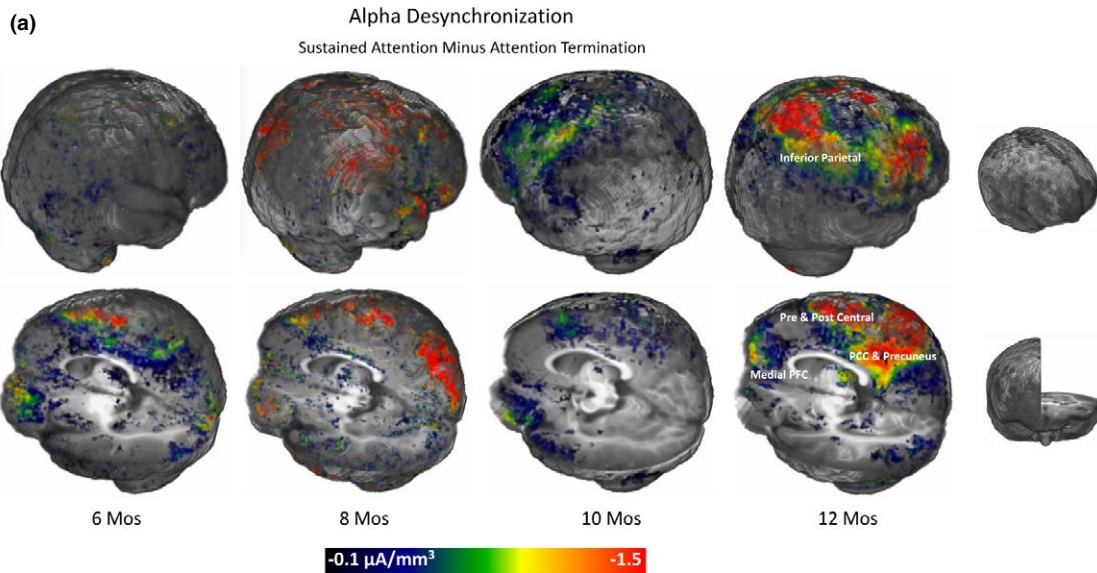 (a)
Alpha Desynchronization
Sustained Attention Minus Attention Termination
Inferior Parietal
Pre & Post Central
PCC & Precuneus
Medial PFC
6 Mos
8 Mos
10 Mos
12 Mos
-0.1 µA/mm³
-1.5